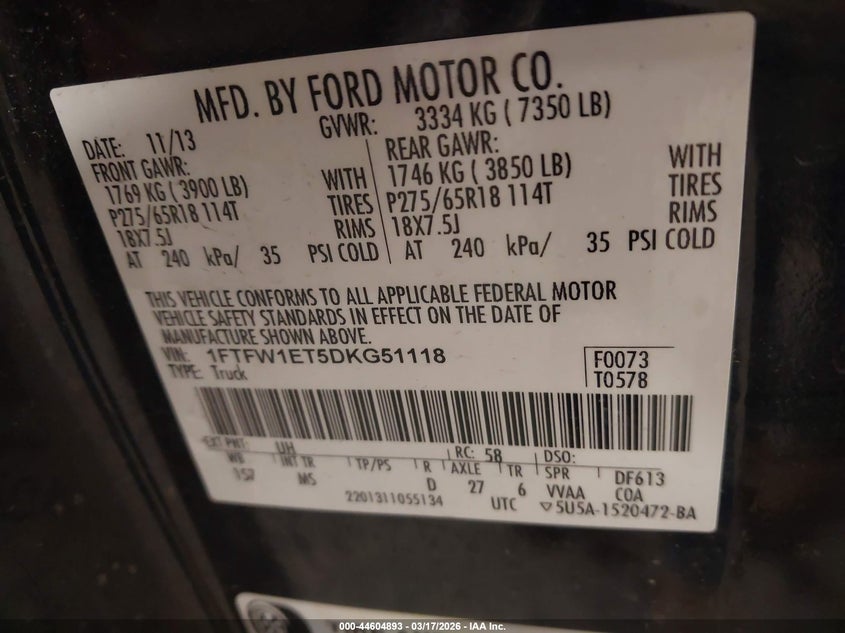 MFD. BY FORD MOTOR CO.
DATE: 11/13
GVWR: 3334 KG ( 7350 LB)
FRONT GAWR:
1769 KG ( 3900 LB) WITH
P275/65R18 114T TIRES
18X7.5J RIMS
AT 240 kPa/ 35 PSI COLD
REAR GAWR:
1746 KG ( 3850 LB) WITH
P275/65R18 114T TIRES
18X7.5J RIMS
AT 240 kPa/ 35 PSI COLD
THIS VEHICLE CONFORMS TO ALL APPLICABLE FEDERAL MOTOR
VEHICLE SAFETY STANDARDS IN EFFECT ON THE DATE OF
MANUFACTURE SHOWN ABOVE.
VIN: 1FTFW1ET5DKG51118
TYPE: Truck
F0073
T0578
EXT PNT: UH RC: 58 DSO:
WB INT TR TP/PS R AXLE TR SPR DF613
157 MS D 27 6 VVAA COA
2201311055134 UTC ▽5U5A-1520472-BA
000-44604893 — 03/17/2026 — IAA Inc.